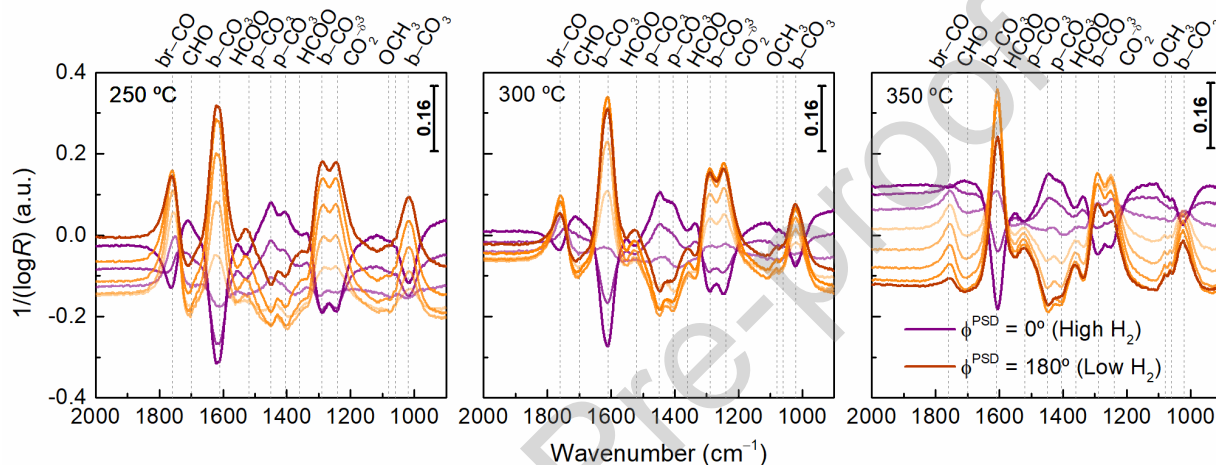 br–CO CHO b–CO₃ HCOO p–CO₃ p–CO₃ HCOO b–CO₃ CO₂⁻ᵟ OCH₃ b–CO₃
br–CO CHO b–CO₃ HCOO p–CO₃ p–CO₃ HCOO b–CO₃ CO₂⁻ᵟ OCH₃ b–CO₃
br–CO CHO b–CO₃ HCOO p–CO₃ p–CO₃ HCOO b–CO₃ CO₂⁻ᵟ OCH₃ b–CO₃
0.4
0.2
0.0
-0.2
-0.4
1/(logR) (a.u.)
250 ºC
0.16
300 ºC
0.16
350 ºC
0.16
ϕᴾˢᴰ = 0º (High H₂)
ϕᴾˢᴰ = 180º (Low H₂)
2000 1800 1600 1400 1200 1000
2000 1800 1600 1400 1200 1000
2000 1800 1600 1400 1200 1000
Wavenumber (cm⁻¹)
Pre-proof